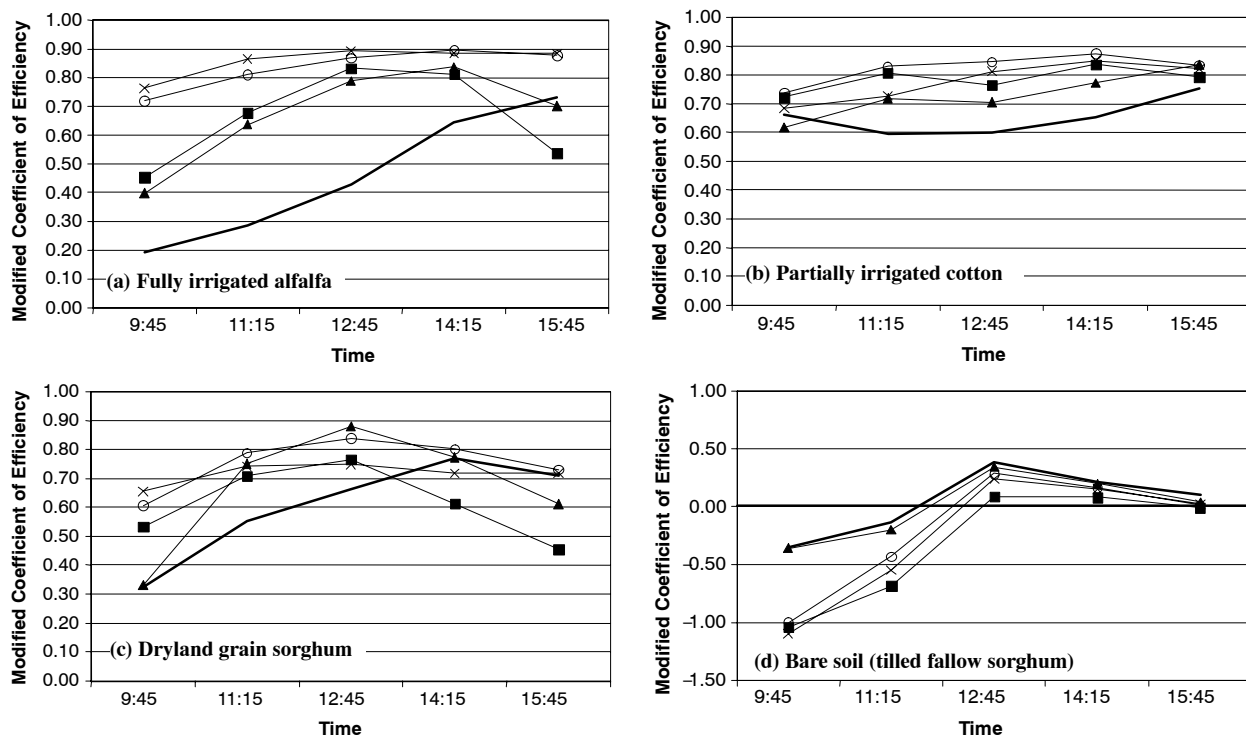 Modified Coefficient of Efficiency
1.00
0.90
0.80
0.70
0.60
0.50
0.40
0.30
0.20
0.10
0.00
(a) Fully irrigated alfalfa
9:45 11:15 12:45 14:15 15:45
Time
Modified Coefficient of Efficiency
1.00
0.90
0.80
0.70
0.60
0.50
0.40
0.30
0.20
0.10
0.00
(b) Partially irrigated cotton
9:45 11:15 12:45 14:15 15:45
Time
Modified Coefficient of Efficiency
1.00
0.90
0.80
0.70
0.60
0.50
0.40
0.30
0.20
0.10
0.00
(c) Dryland grain sorghum
9:45 11:15 12:45 14:15 15:45
Time
Modified Coefficient of Efficiency
1.00
0.50
0.00
−0.50
−1.00
−1.50
(d) Bare soil (tilled fallow sorghum)
9:45 11:15 12:45 14:15 15:45
Time